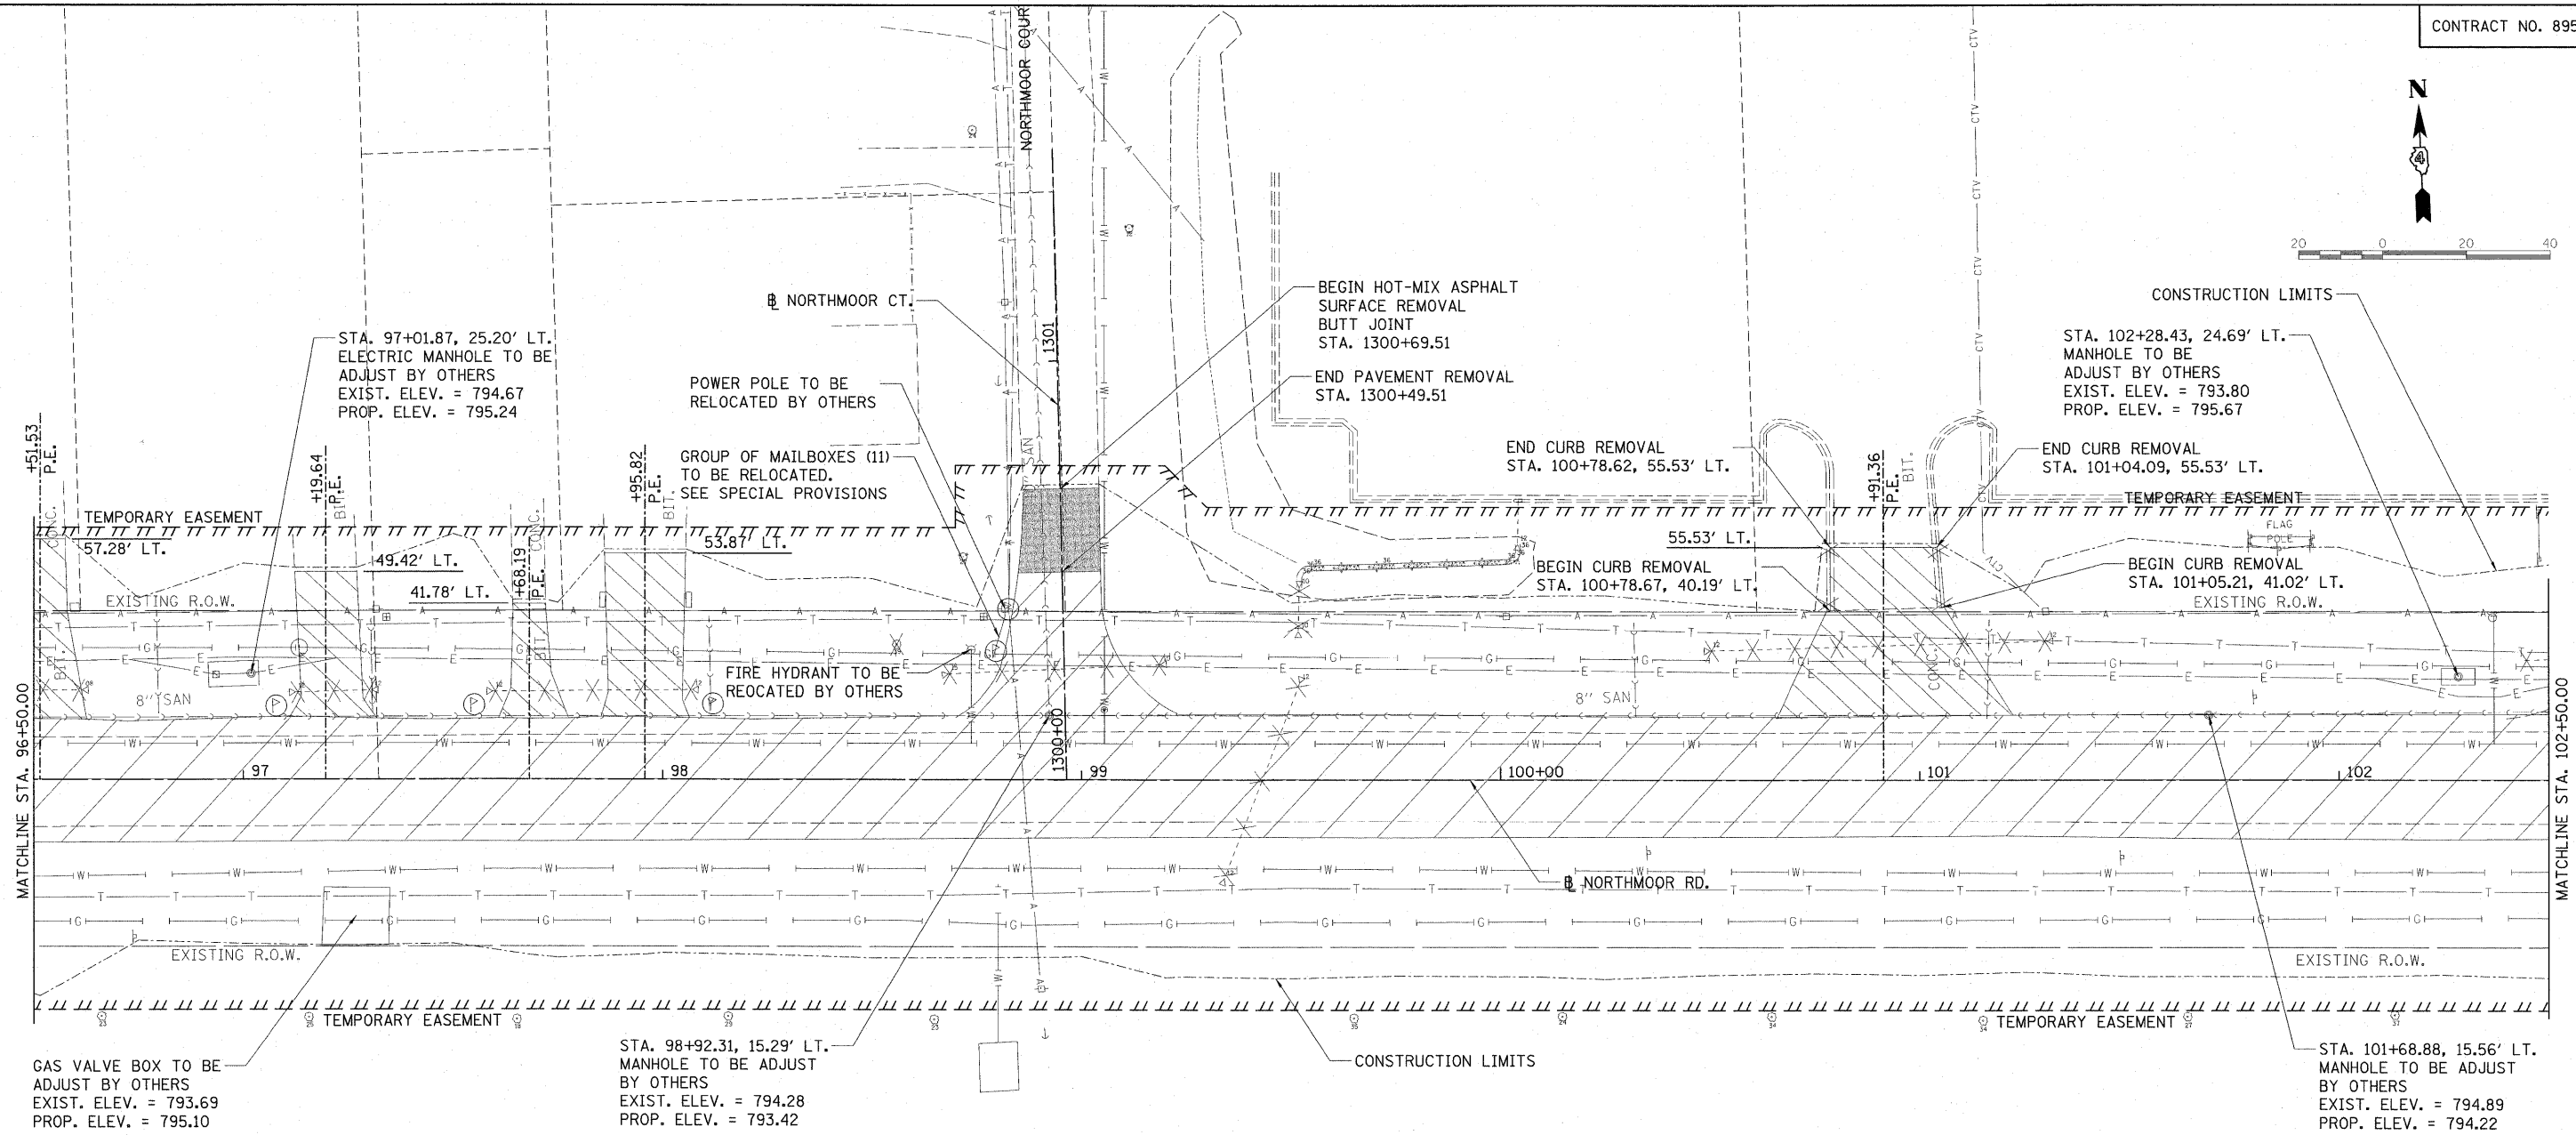 CONTRACT NO. 895
NORTHMOOR COUR
N
4
20 0 20 40
℄ NORTHMOOR CT.
1301
BEGIN HOT-MIX ASPHALT
SURFACE REMOVAL
BUTT JOINT
STA. 1300+69.51
END PAVEMENT REMOVAL
STA. 1300+49.51
CONSTRUCTION LIMITS
STA. 97+01.87, 25.20' LT.
ELECTRIC MANHOLE TO BE
ADJUST BY OTHERS
EXIST. ELEV. = 794.67
PROP. ELEV. = 795.24
POWER POLE TO BE
RELOCATED BY OTHERS
GROUP OF MAILBOXES (11)
TO BE RELOCATED.
SEE SPECIAL PROVISIONS
STA. 102+28.43, 24.69' LT.
MANHOLE TO BE
ADJUST BY OTHERS
EXIST. ELEV. = 793.80
PROP. ELEV. = 795.67
END CURB REMOVAL
STA. 100+78.62, 55.53' LT.
END CURB REMOVAL
STA. 101+04.09, 55.53' LT.
+51.53
P.E.
+19.64
P.E.
BIT.
+95.82
P.E.
BIT.
+91.36
P.E.
BIT.
SAN
TEMPORARY EASEMENT
TEMPORARY EASEMENT
CONC.
57.28' LT.
49.42' LT.
+68.19
P.E.
CONC.
41.78' LT.
53.87' LT.
55.53' LT.
FLAG
POLE
CTV
BEGIN CURB REMOVAL
STA. 100+78.67, 40.19' LT.
BEGIN CURB REMOVAL
STA. 101+05.21, 41.02' LT.
EXISTING R.O.W.
EXISTING R.O.W.
BIT.
BIT
CONC.
FIRE HYDRANT TO BE
REOCATED BY OTHERS
8" SAN
8" SAN
1300+00
97
98
99
100+00
101
102
MATCHLINE STA. 96+50.00
MATCHLINE STA. 102+50.00
℄ NORTHMOOR RD.
EXISTING R.O.W.
EXISTING R.O.W.
TEMPORARY EASEMENT
TEMPORARY EASEMENT
GAS VALVE BOX TO BE
ADJUST BY OTHERS
EXIST. ELEV. = 793.69
PROP. ELEV. = 795.10
STA. 98+92.31, 15.29' LT.
MANHOLE TO BE ADJUST
BY OTHERS
EXIST. ELEV. = 794.28
PROP. ELEV. = 793.42
CONSTRUCTION LIMITS
STA. 101+68.88, 15.56' LT.
MANHOLE TO BE ADJUST
BY OTHERS
EXIST. ELEV. = 794.89
PROP. ELEV. = 794.22